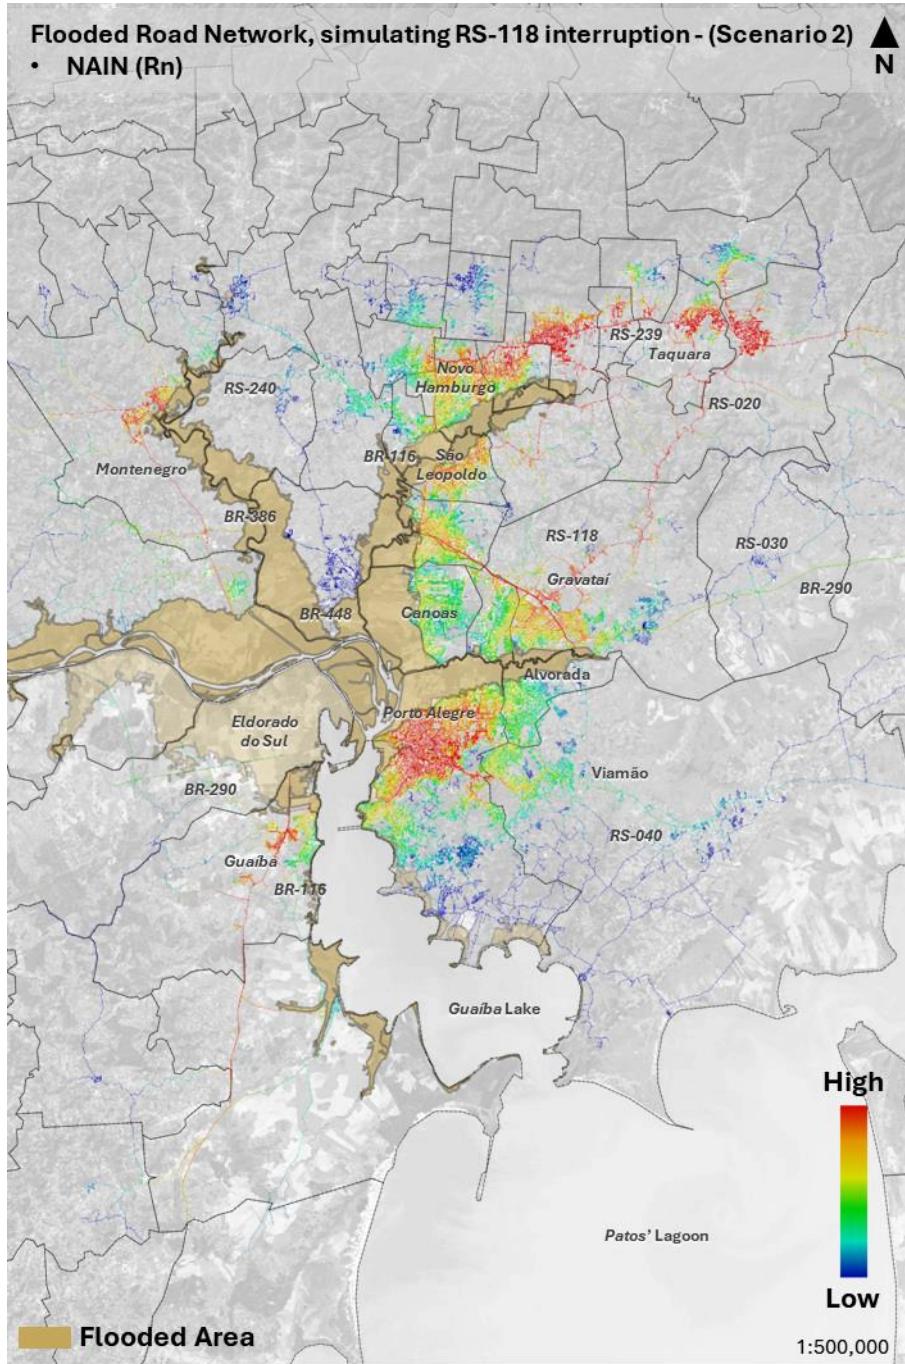 Flooded Road Network, simulating RS-118 interruption - (Scenario 2)
• NAIN (Rn)
N
RS-239
Taquara
Novo
Hamburgo
RS-240
RS-020
BR-116
São
Leopoldo
Montenegro
BR-386
RS-118
RS-030
Gravataí
BR-290
BR-448
Canoas
Alvorada
Porto Alegre
Eldorado
do Sul
Viamão
BR-290
RS-040
Guaíba
BR-116
Guaíba Lake
High
Patos' Lagoon
Low
Flooded Area
1:500,000